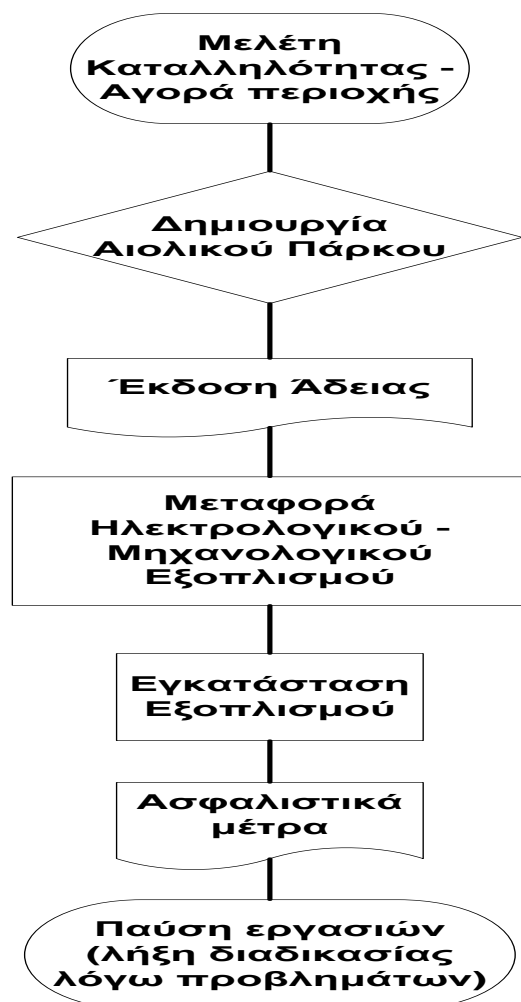 Μελέτη
Καταλληλότητας -
Αγορά περιοχής
Δημιουργία
Αιολικού Πάρκου
Έκδοση Άδειας
Μεταφορά
Ηλεκτρολογικού -
Μηχανολογικού
Εξοπλισμού
Εγκατάσταση
Εξοπλισμού
Ασφαλιστικά
μέτρα
Παύση εργασιών
(λήξη διαδικασίας
λόγω προβλημάτων)